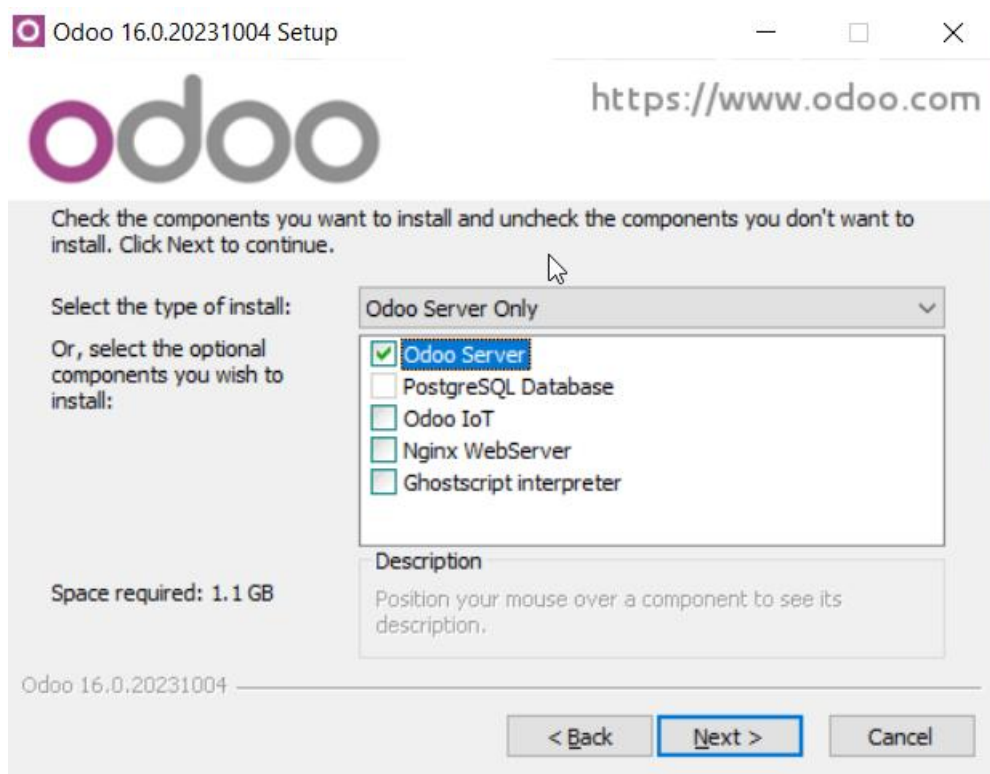 Odoo 16.0.20231004 Setup
odoo
https://www.odoo.com
Check the components you want to install and uncheck the components you don't want to
install. Click Next to continue.
Select the type of install:
Odoo Server Only
Or, select the optional
components you wish to
install:
Odoo Server
PostgreSQL Database
Odoo IoT
Nginx WebServer
Ghostscript interpreter
Space required: 1.1 GB
Description
Position your mouse over a component to see its
description.
Odoo 16.0.20231004
< Back
Next >
Cancel